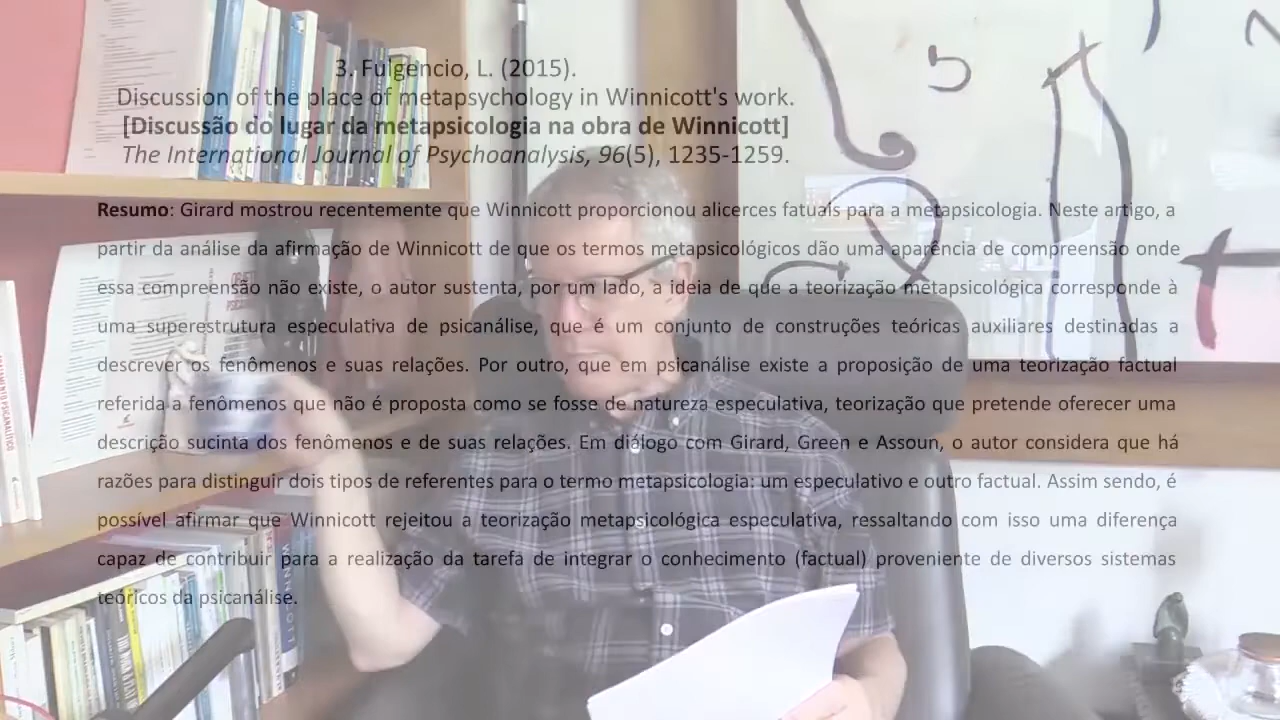 3. Fulgencio, L. (2015).
Discussion of the place of metapsychology in Winnicott's work.
[Discussão do lugar da metapsicologia na obra de Winnicott]
The International Journal of Psychoanalysis, 96(5), 1235-1259.
Resumo: Girard mostrou recentemente que Winnicott proporcionou alicerces fatuais para a metapsicologia. Neste artigo, a
partir da análise da afirmação de Winnicott de que os termos metapsicológicos dão uma aparência de compreensão onde
essa compreensão não existe, o autor sustenta, por um lado, a ideia de que a teorização metapsicológica corresponde à
uma superestrutura especulativa de psicanálise, que é um conjunto de construções teóricas auxiliares destinadas a
descrever os fenômenos e suas relações. Por outro, que em psicanálise existe a proposição de uma teorização factual
referida a fenômenos que não é proposta como se fosse de natureza especulativa, teorização que pretende oferecer uma
descrição sucinta dos fenômenos e de suas relações. Em diálogo com Girard, Green e Assoun, o autor considera que há
razões para distinguir dois tipos de referentes para o termo metapsicologia: um especulativo e outro factual. Assim sendo, é
possível afirmar que Winnicott rejeitou a teorização metapsicológica especulativa, ressaltando com isso uma diferença
capaz de contribuir para a realização da tarefa de integrar o conhecimento (factual) proveniente de diversos sistemas
teóricos da psicanálise.
WINNICOTT